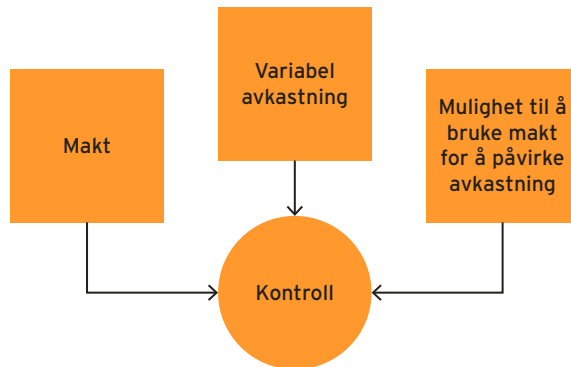 Makt
Variabel
avkastning
Mulighet til å
bruke makt
for å påvirke
avkastning
Kontroll